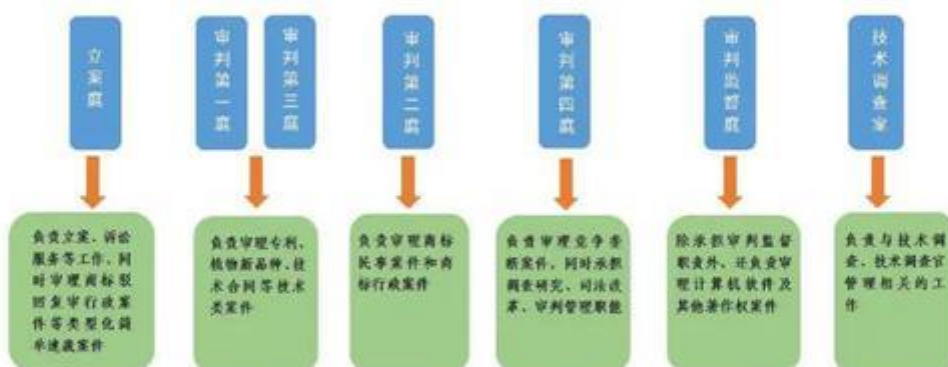 立案庭
审判第一庭
审判第三庭
审判第二庭
审判第四庭
审判监督庭
技术调查室
负责立案、诉讼
服务等工作，同
时审理商标驳
回复审行政案
件等类型化简
单速裁案件
负责审理专利、
植物新品种、技
术合同等技术
类案件
负责审理商标
民事案件和商
标行政案件
负责审理竞争垄
断案件，同时承担
调查研究、司法改
革、审判管理职能
除承担审判监督
职责外，还负责审
理计算机软件及
其他著作权案件
负责与技术调
查、技术调查官
管理相关的工
作